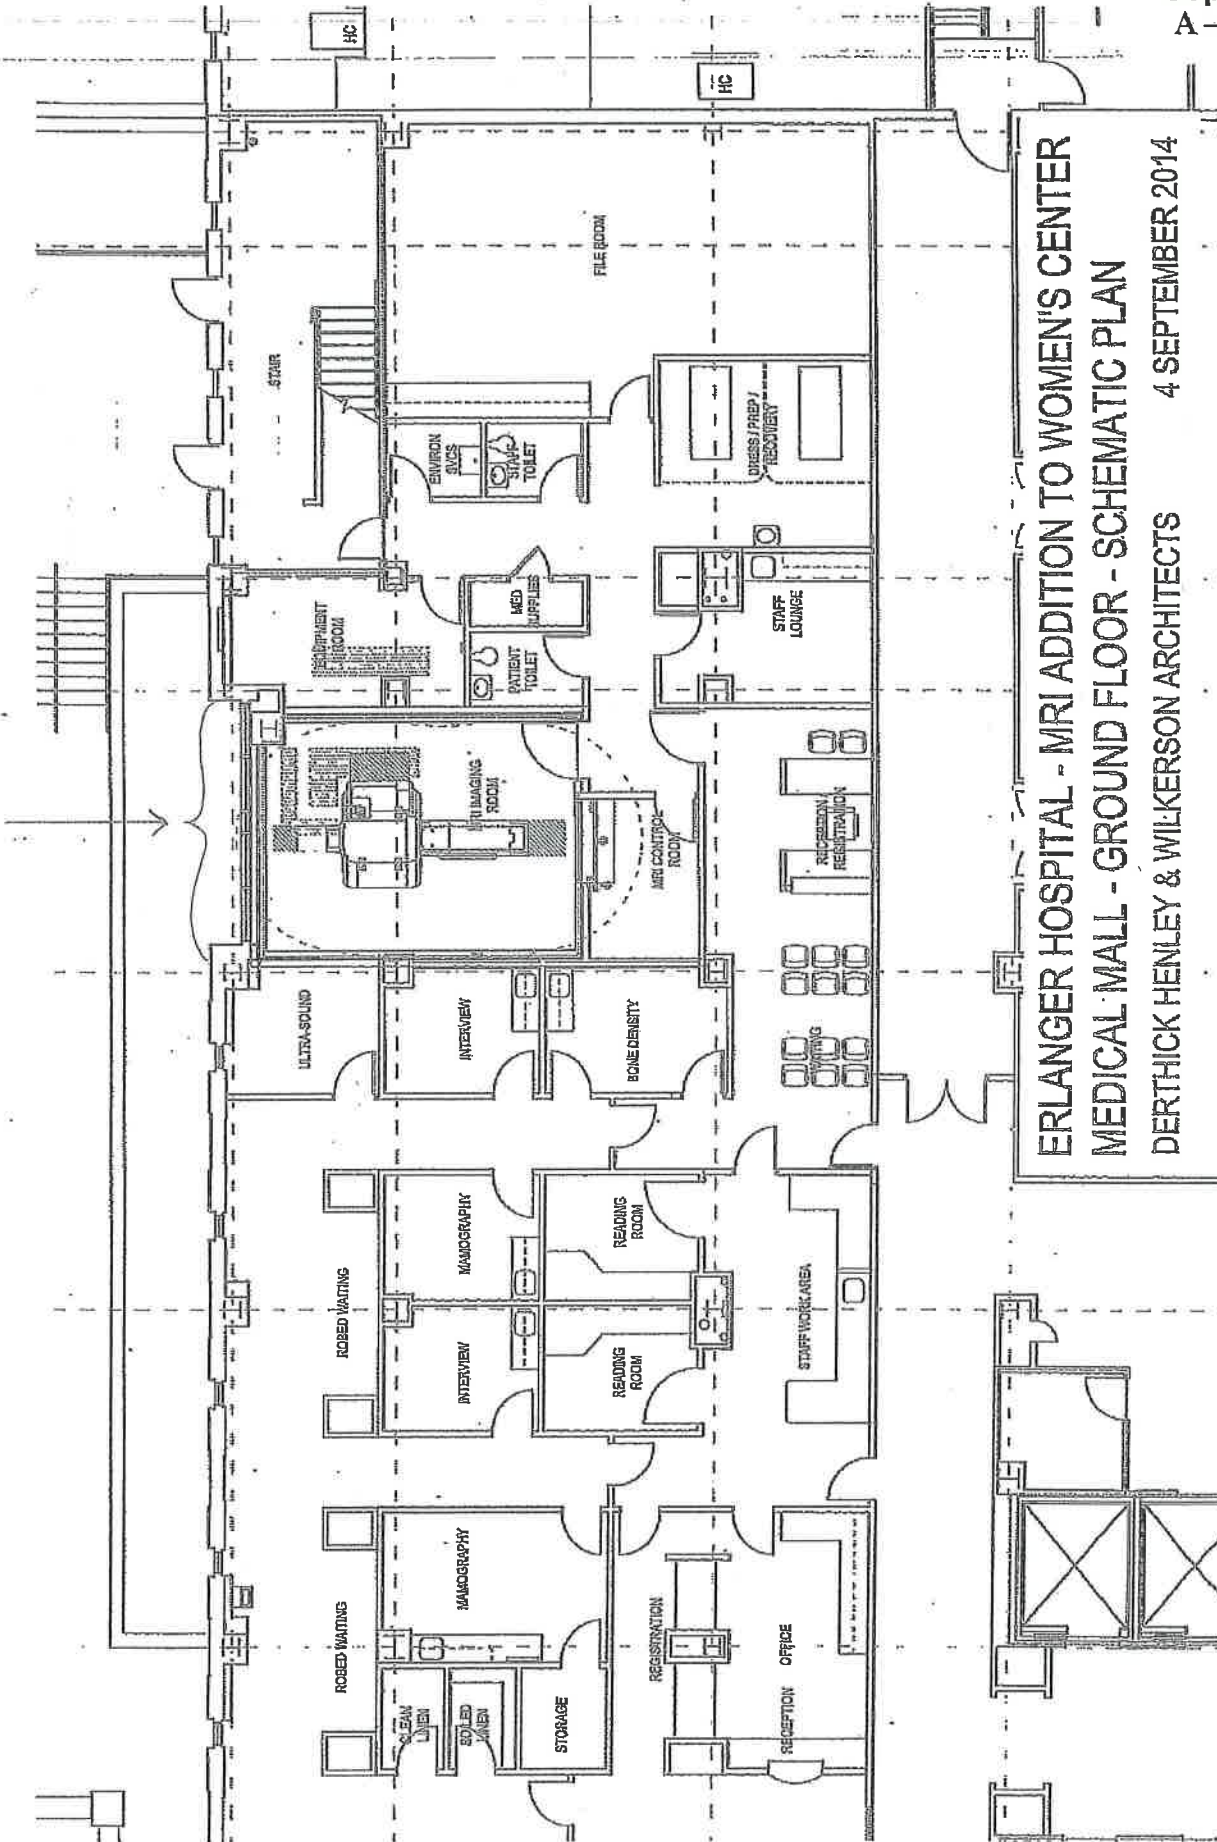 A-
HC
HC
STAIR
FILE ROOM
ENVIRON
SVCS
STAFF
TOILET
DRESS / PREP /
RECOVERY
EQUIPMENT
ROOM
MED
SUPPLIES
PATIENT
TOILET
STAFF
LOUNGE
MRI IMAGING
ROOM
MRI CONTROL
ROOM
RECEPTION /
REGISTRATION
ULTRA-SOUND
INTERVIEW
BONE DENSITY
WAITING
ROBED WAITING
MAMOGRAPHY
INTERVIEW
READING
ROOM
READING
ROOM
STAFF WORK AREA
ROBED WAITING
MAMOGRAPHY
CLEAN
LINEN
SOILED
LINEN
STORAGE
REGISTRATION
RECEPTION
OFFICE
ERLANGER HOSPITAL - MRI ADDITION TO WOMEN'S CENTER
MEDICAL MALL - GROUND FLOOR - SCHEMATIC PLAN
DERTHICK HENLEY & WILKERSON ARCHITECTS 4 SEPTEMBER 2014